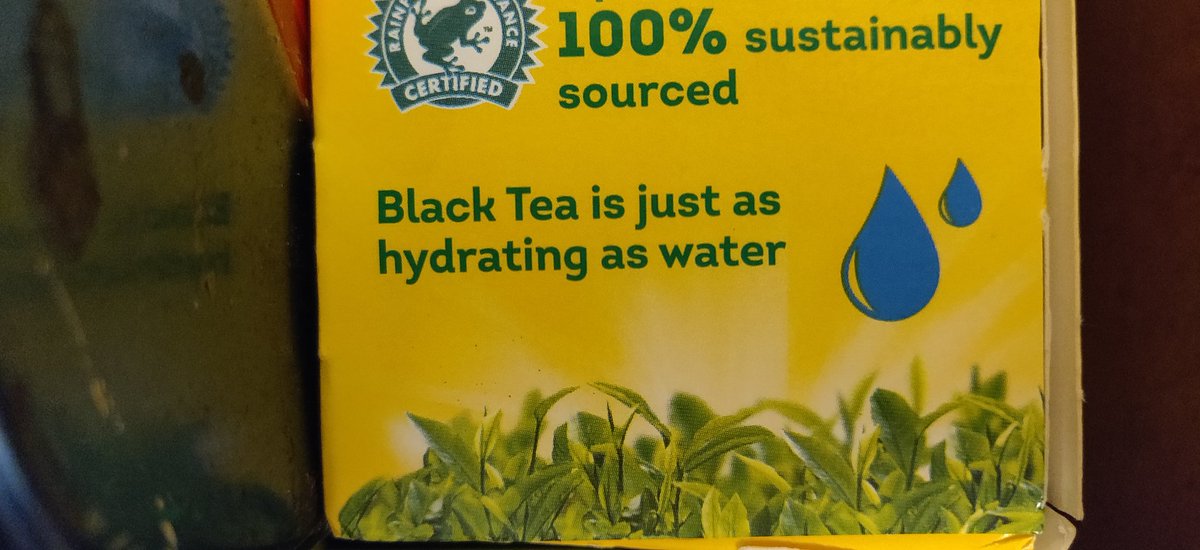 CERTIFIED
100% sustainably
sourced
Black Tea is just as
hydrating as water